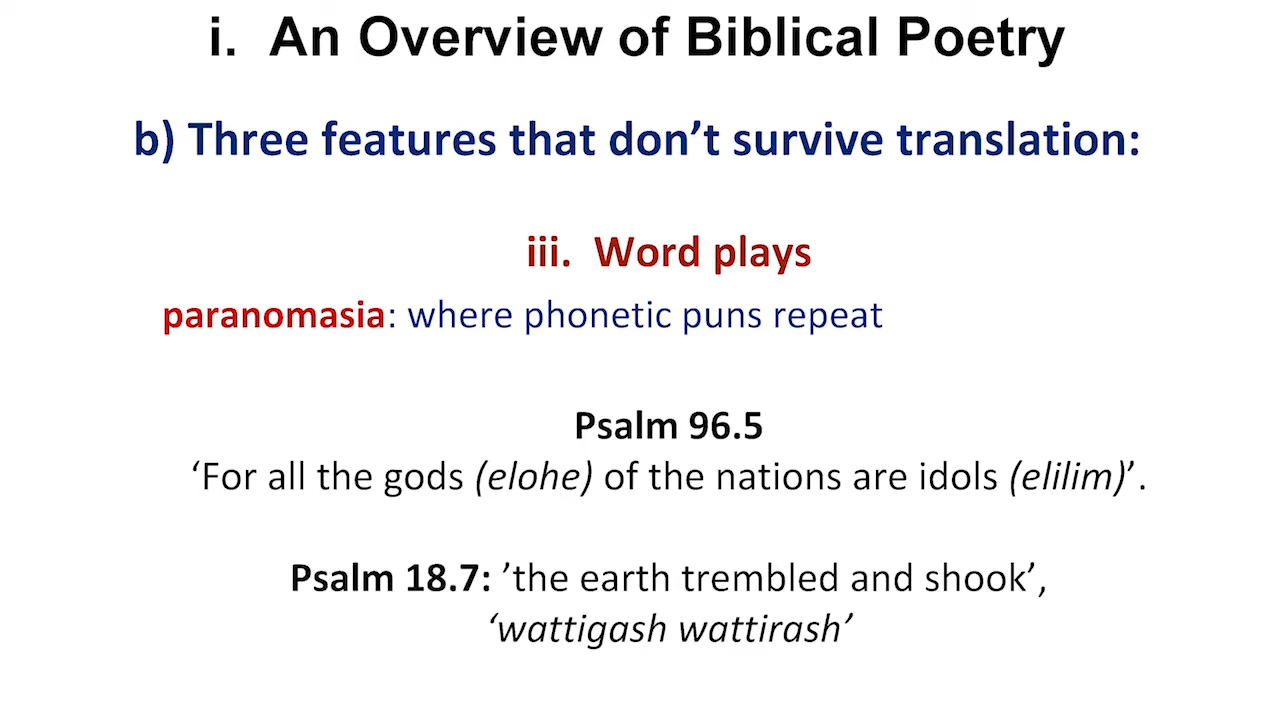 i. An Overview of Biblical Poetry
b) Three features that don’t survive translation:
iii. Word plays
paranomasia: where phonetic puns repeat
Psalm 96.5
‘For all the gods (elohe) of the nations are idols (elilim)’.
Psalm 18.7: ’the earth trembled and shook’,
‘wattigash wattirash’